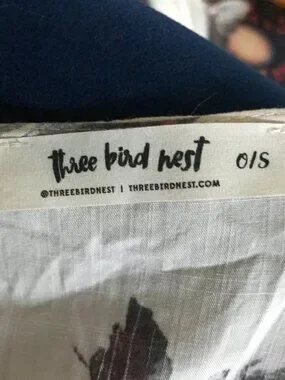 three bird nest O/S
@THREEBIRDNEST | THREEBIRDNEST.COM